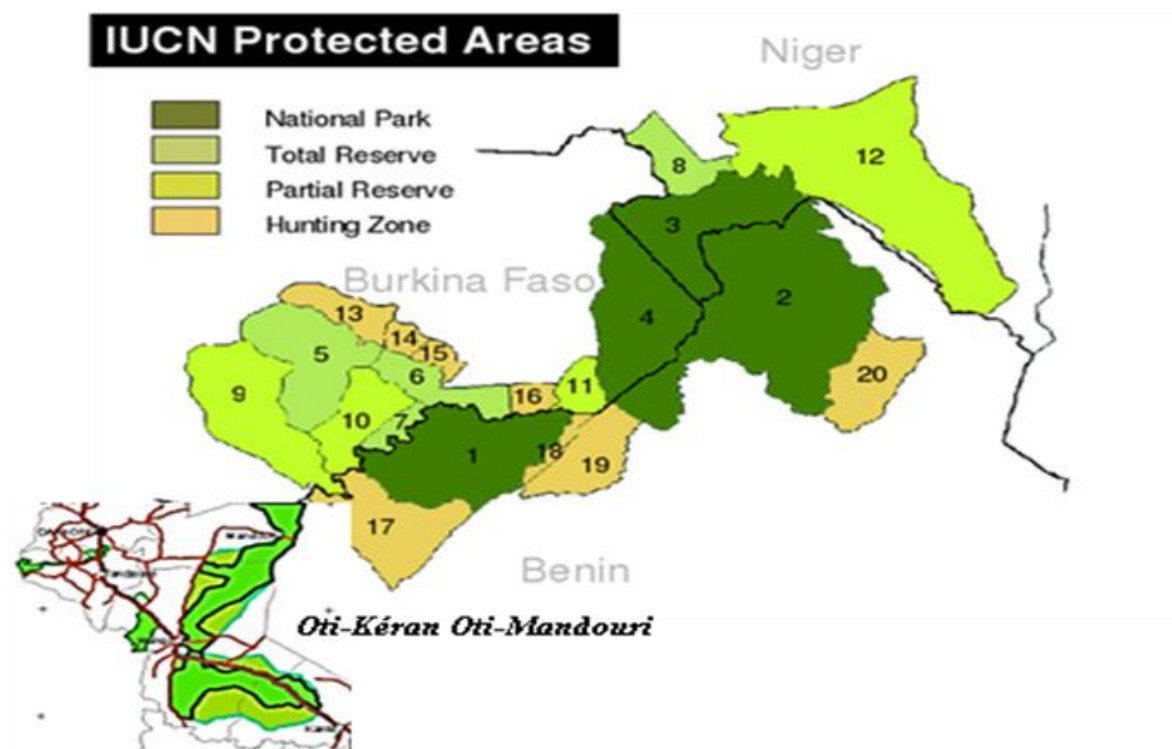 IUCN Protected Areas
Niger
National Park
Total Reserve
Partial Reserve
Hunting Zone
12
8
3
Burkina Faso
2
4
13
14
15
5
6
20
9
16
11
10
7
1
18
19
17
Benin
Oti-Kéran Oti-Mandouri